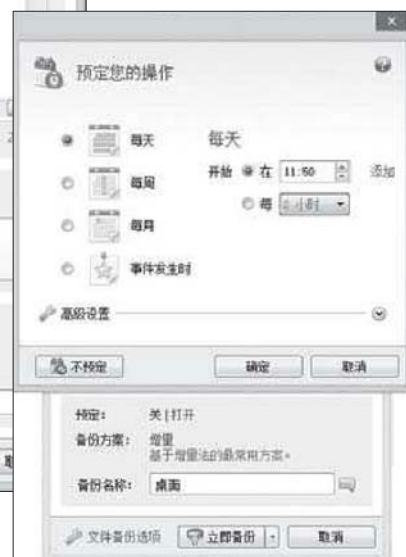 预定您的操作
每天
每周
每月
事件发生时
每天
开始 在 11:50 添加
每 小时
高级设置
不预定 确定 取消
预定: 关|打开
备份方案: 增量
基于增量法的最常用方案。
备份名称: 桌面
文件备份选项 立即备份 取消